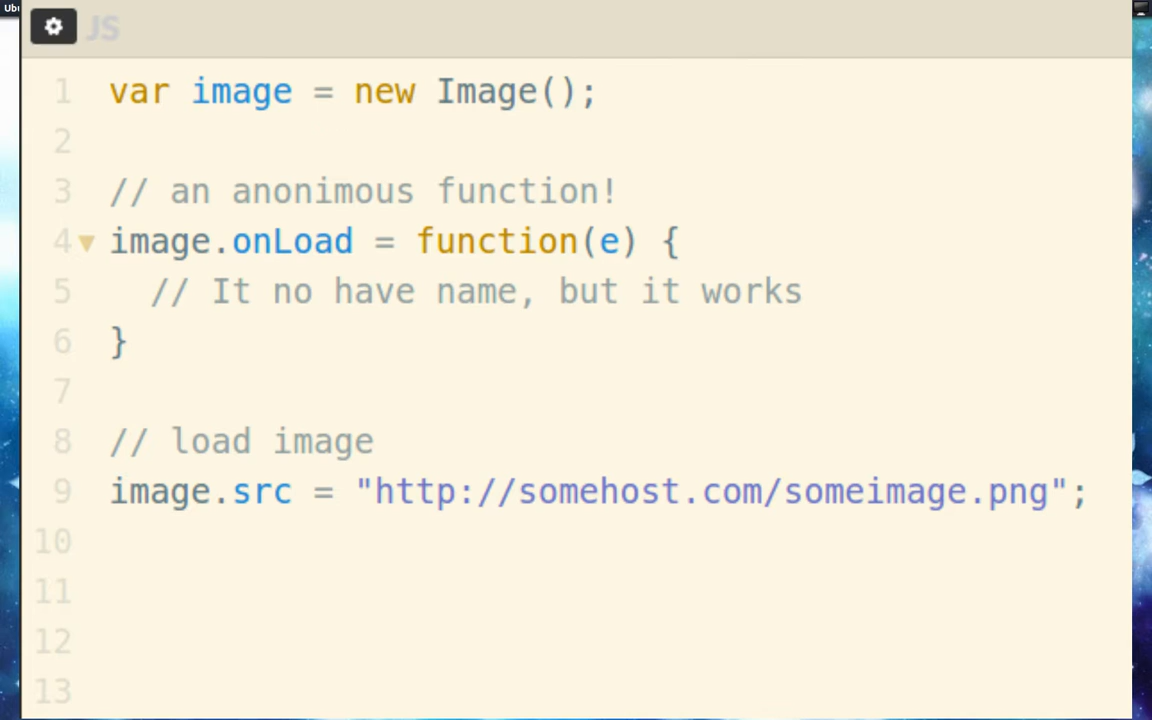 Ubu
JS
1 var image = new Image();
2
3 // an anonimous function!
4 image.onLoad = function(e) {
5 // It no have name, but it works
6 }
7
8 // load image
9 image.src = "http://somehost.com/someimage.png";
10
11
12
13